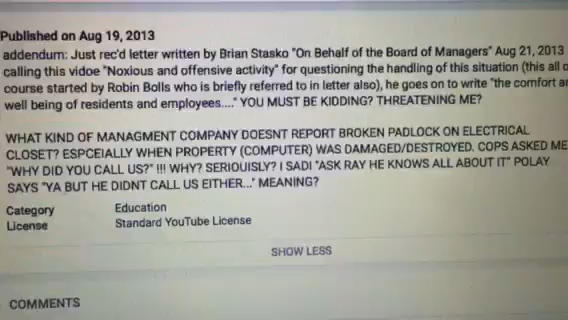 Published on Aug 19, 2013
addendum: Just rec'd letter written by Brian Stasko "On Behalf of the Board of Managers" Aug 21, 2013
calling this vidoe "Noxious and offensive activity" for questioning the handling of this situation (this all o
course started by Robin Bolls who is briefly referred to in letter also), he goes on to write "the comfort an
well being of residents and employees...." YOU MUST BE KIDDING? THREATENING ME?
WHAT KIND OF MANAGMENT COMPANY DOESNT REPORT BROKEN PADLOCK ON ELECTRICAL
CLOSET? ESPCEIALLY WHEN PROPERTY (COMPUTER) WAS DAMAGED/DESTROYED. COPS ASKED ME
"WHY DID YOU CALL US?" !!! WHY? SERIOUISLY? I SADI "ASK RAY HE KNOWS ALL ABOUT IT" POLAY
SAYS "YA BUT HE DIDNT CALL US EITHER..." MEANING?
Category Education
License Standard YouTube License
SHOW LESS
COMMENTS